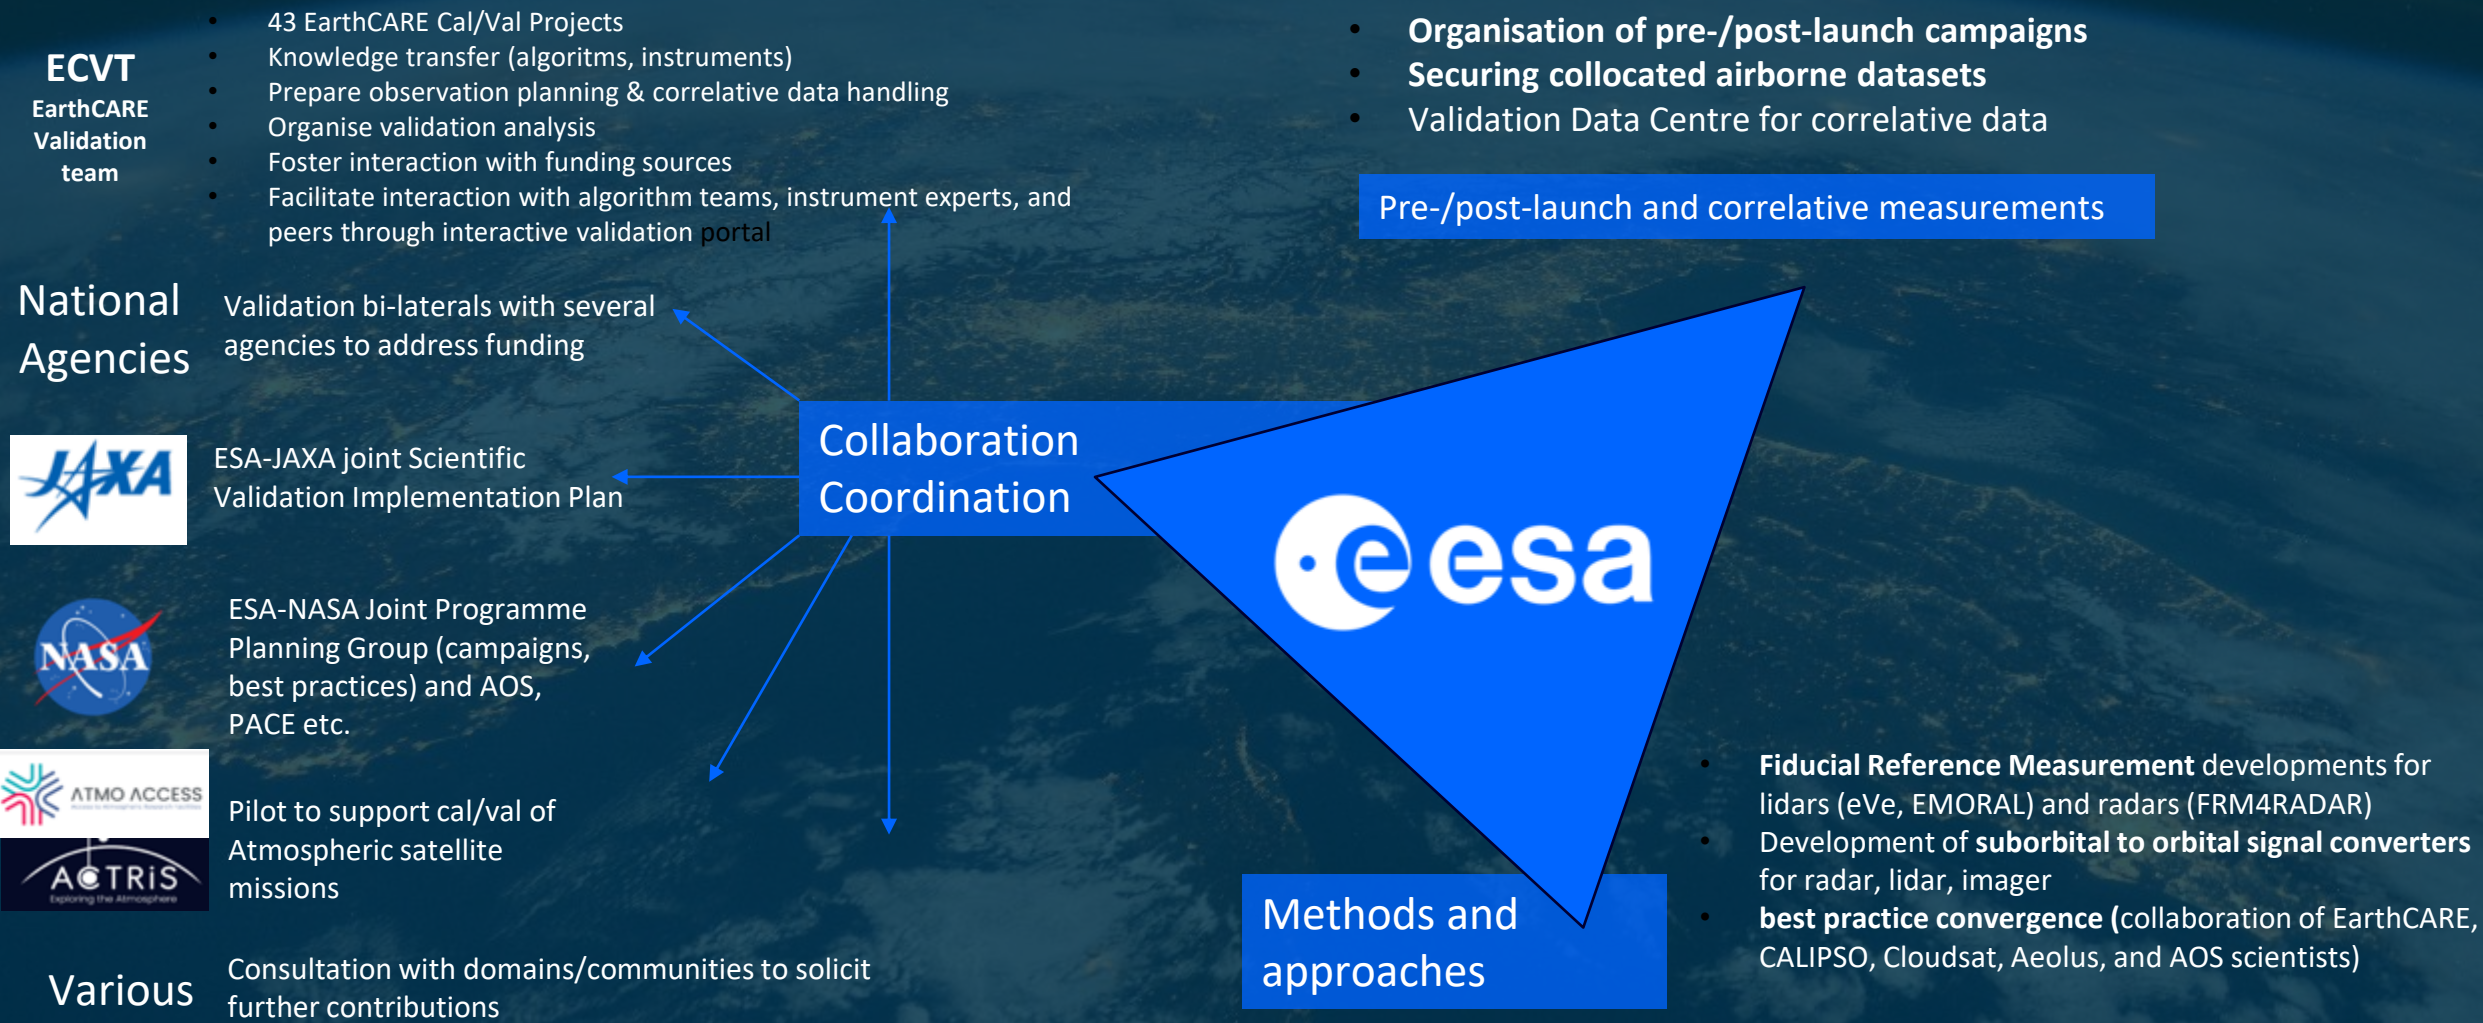 ECVT
EarthCARE
Validation
team
• 43 EarthCARE Cal/Val Projects
• Knowledge transfer (algoritms, instruments)
• Prepare observation planning & correlative data handling
• Organise validation analysis
• Foster interaction with funding sources
• Facilitate interaction with algorithm teams, instrument experts, and
peers through interactive validation portal
• Organisation of pre-/post-launch campaigns
• Securing collocated airborne datasets
• Validation Data Centre for correlative data
Pre-/post-launch and correlative measurements
National
Agencies
Validation bi-laterals with several
agencies to address funding
Collaboration
Coordination
JAXA
ESA-JAXA joint Scientific
Validation Implementation Plan
esa
NASA
ESA-NASA Joint Programme
Planning Group (campaigns,
best practices) and AOS,
PACE etc.
ATMO ACCESS
ACTRiS
Exploring the Atmosphere
Pilot to support cal/val of
Atmospheric satellite
missions
Various
Consultation with domains/communities to solicit
further contributions
Methods and
approaches
• Fiducial Reference Measurement developments for
lidars (eVe, EMORAL) and radars (FRM4RADAR)
• Development of suborbital to orbital signal converters
for radar, lidar, imager
• best practice convergence (collaboration of EarthCARE,
CALIPSO, Cloudsat, Aeolus, and AOS scientists)